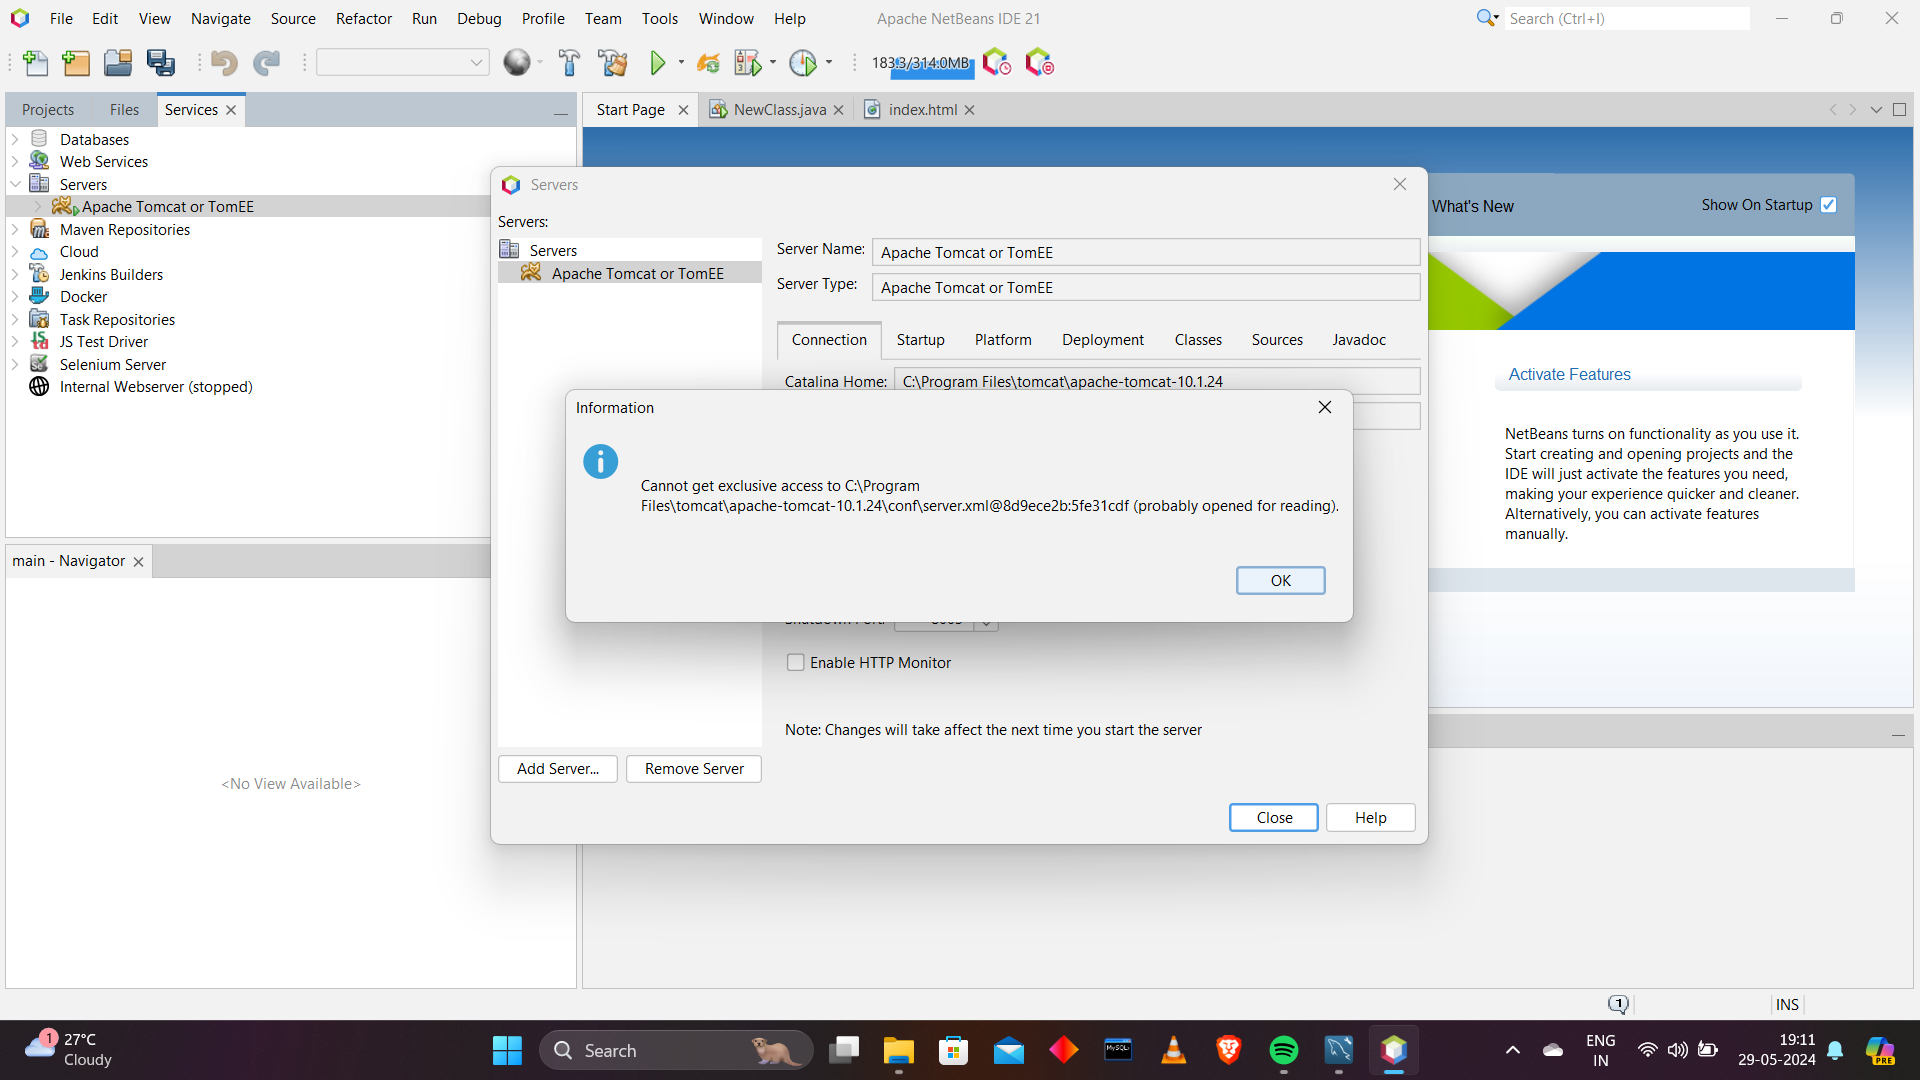 File Edit View Navigate Source Refactor Run Debug Profile Team Tools Window Help
Apache NetBeans IDE 21
Search (Ctrl+I)
183.3/314.0MB
Projects Files Services
Start Page NewClass.java index.html
Databases
Web Services
Servers
Apache Tomcat or TomEE
Maven Repositories
Cloud
Jenkins Builders
Docker
Task Repositories
JS Test Driver
Selenium Server
Internal Webserver (stopped)
main - Navigator
<No View Available>
Servers
Servers:
Servers
Apache Tomcat or TomEE
Server Name: Apache Tomcat or TomEE
Server Type: Apache Tomcat or TomEE
Connection Startup Platform Deployment Classes Sources Javadoc
Catalina Home: C:\Program Files\tomcat\apache-tomcat-10.1.24
Information
Cannot get exclusive access to C:\Program
Files\tomcat\apache-tomcat-10.1.24\conf\server.xml@8d9ece2b:5fe31cdf (probably opened for reading).
OK
Enable HTTP Monitor
Note: Changes will take affect the next time you start the server
Add Server... Remove Server
Close Help
What's New
Show On Startup
Activate Features
NetBeans turns on functionality as you use it.
Start creating and opening projects and the
IDE will just activate the features you need,
making your experience quicker and cleaner.
Alternatively, you can activate features
manually.
1
INS
1
27°C
Cloudy
Search
MySQL
ENG
IN
19:11
29-05-2024
PRE